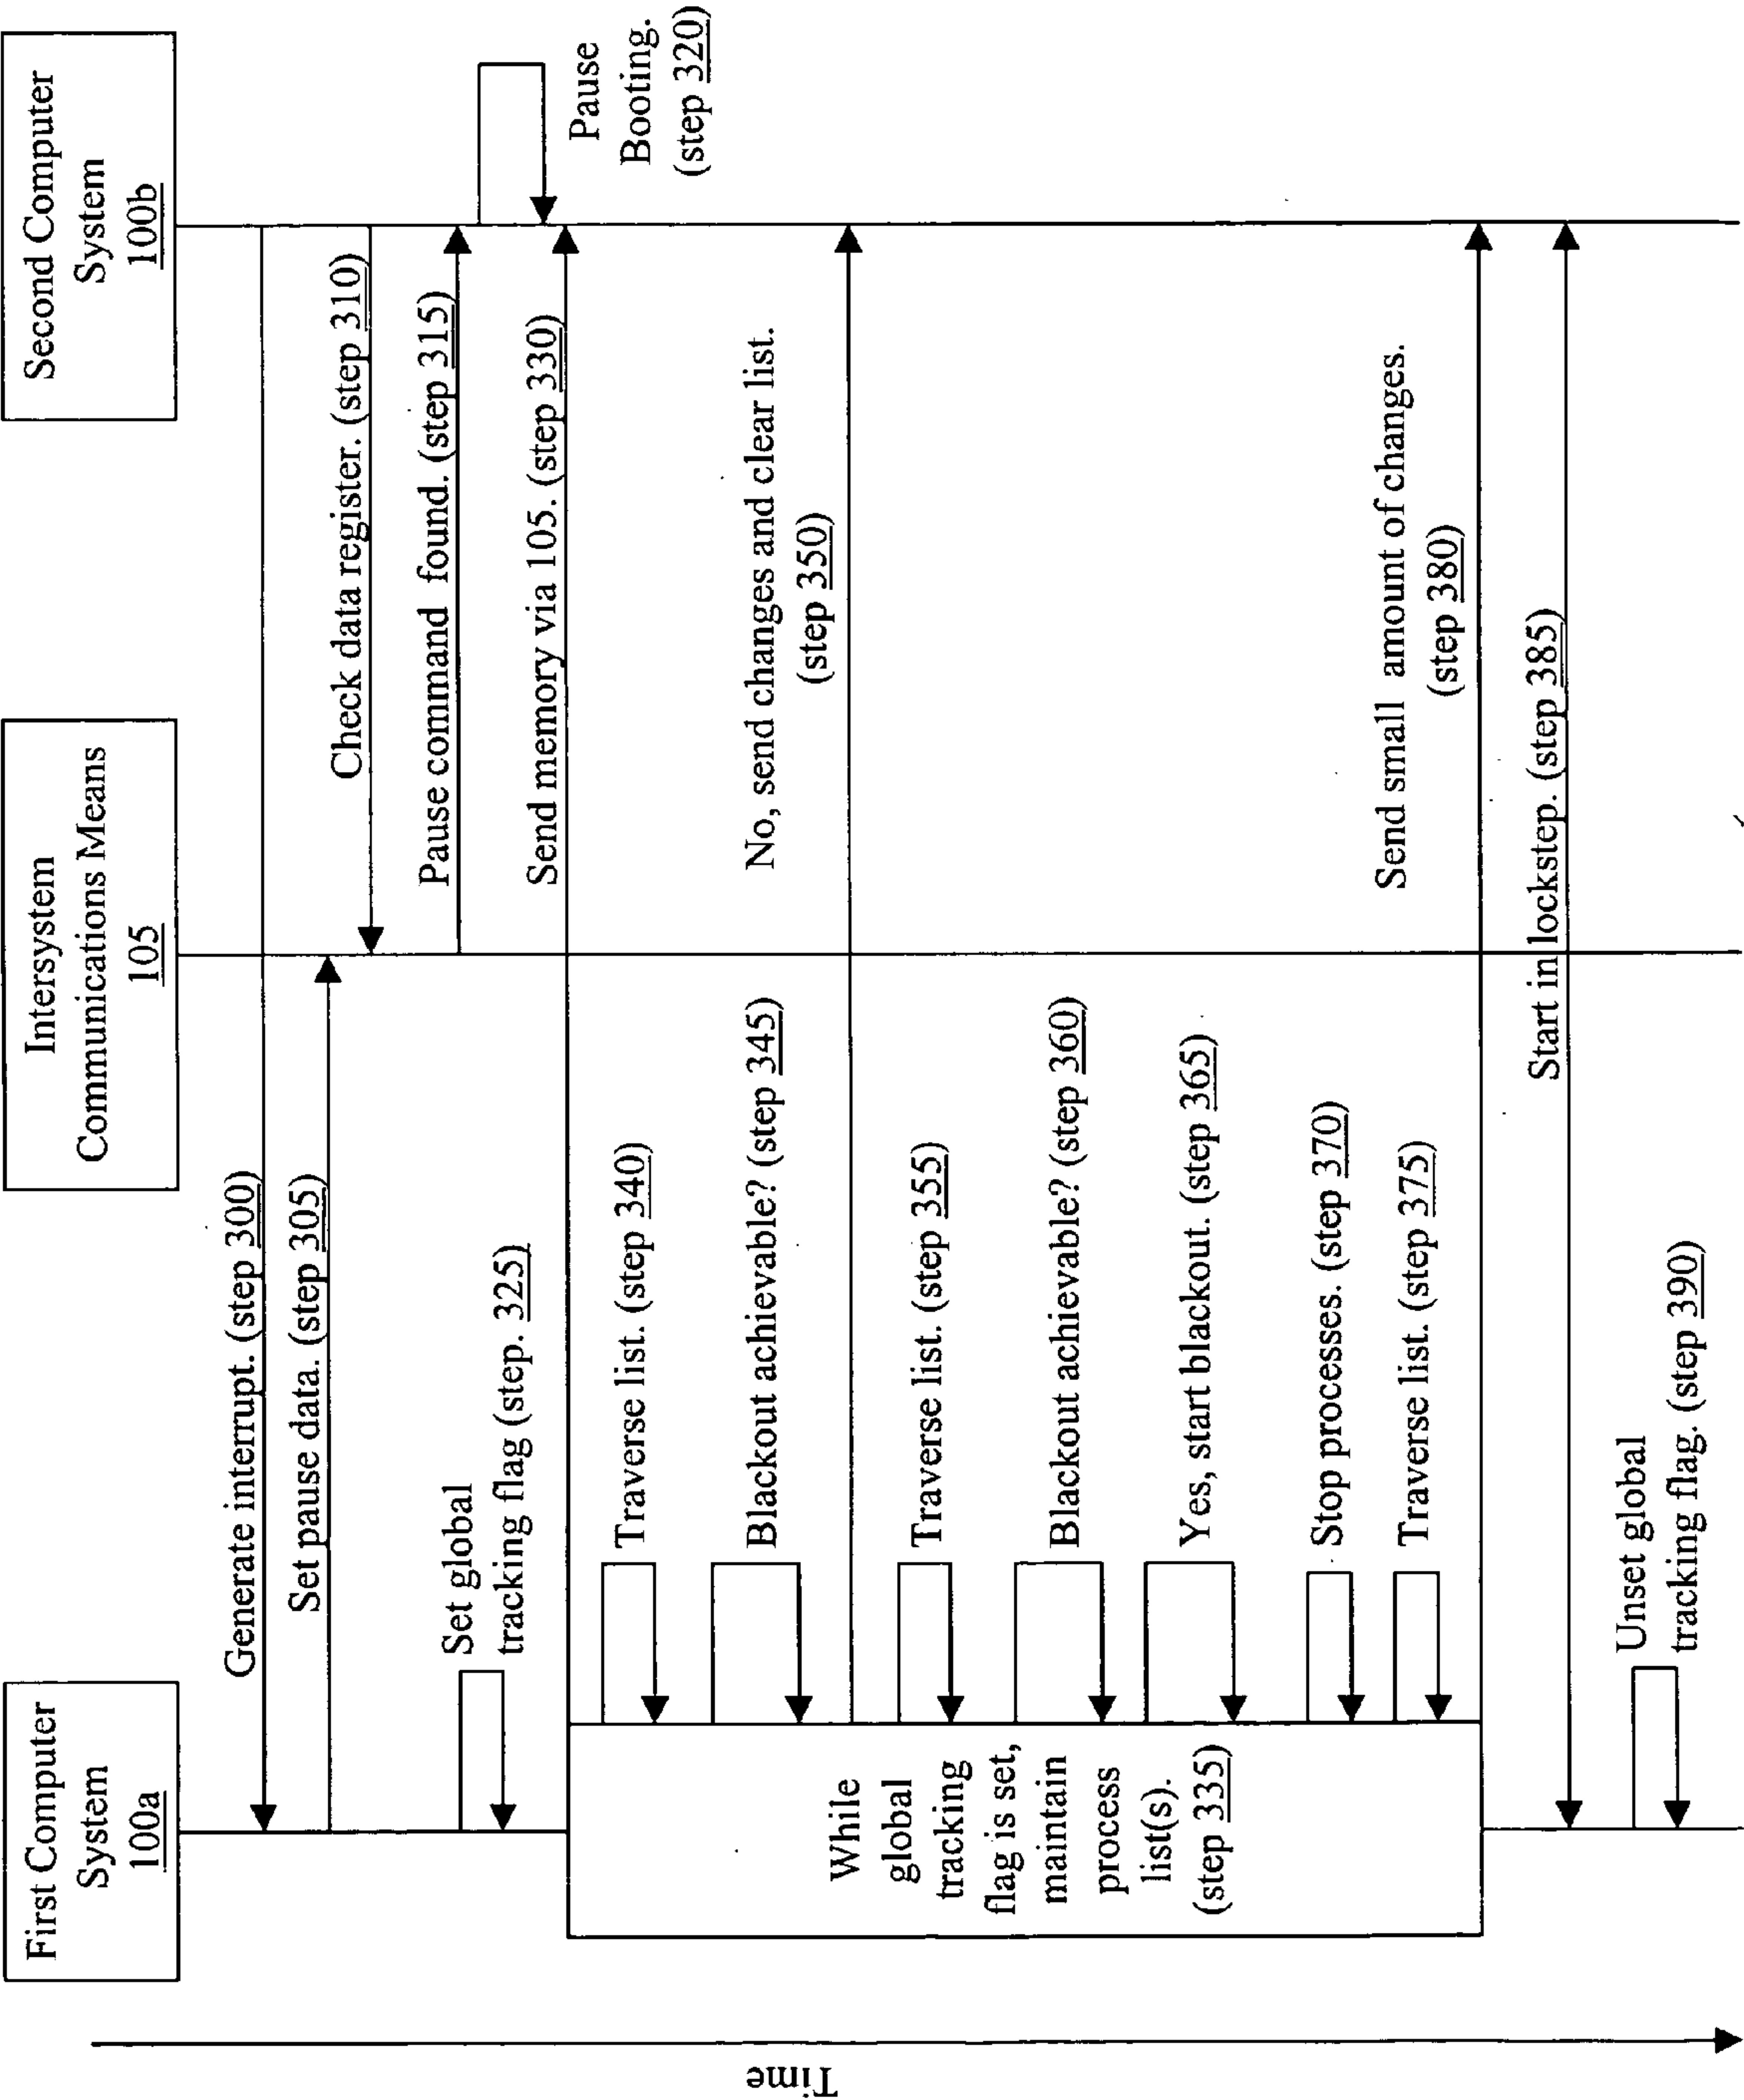 First Computer
System
100a
Intersystem
Communications Means
105
Second Computer
System
100b
Time
Generate interrupt. (step 300)
Set pause data. (step 305)
Check data register. (step 310)
Pause command found. (step 315)
Pause
Booting.
(step 320)
Set global
tracking flag (step. 325)
Send memory via 105. (step 330)
While
global
tracking
flag is set,
maintain
process
list(s).
(step 335)
Traverse list. (step 340)
Blackout achievable? (step 345)
No, send changes and clear list.
(step 350)
Traverse list. (step 355)
Blackout achievable? (step 360)
Yes, start blackout. (step 365)
Stop processes. (step 370)
Traverse list. (step 375)
Send small amount of changes.
(step 380)
Start in lockstep. (step 385)
Unset global
tracking flag. (step 390)